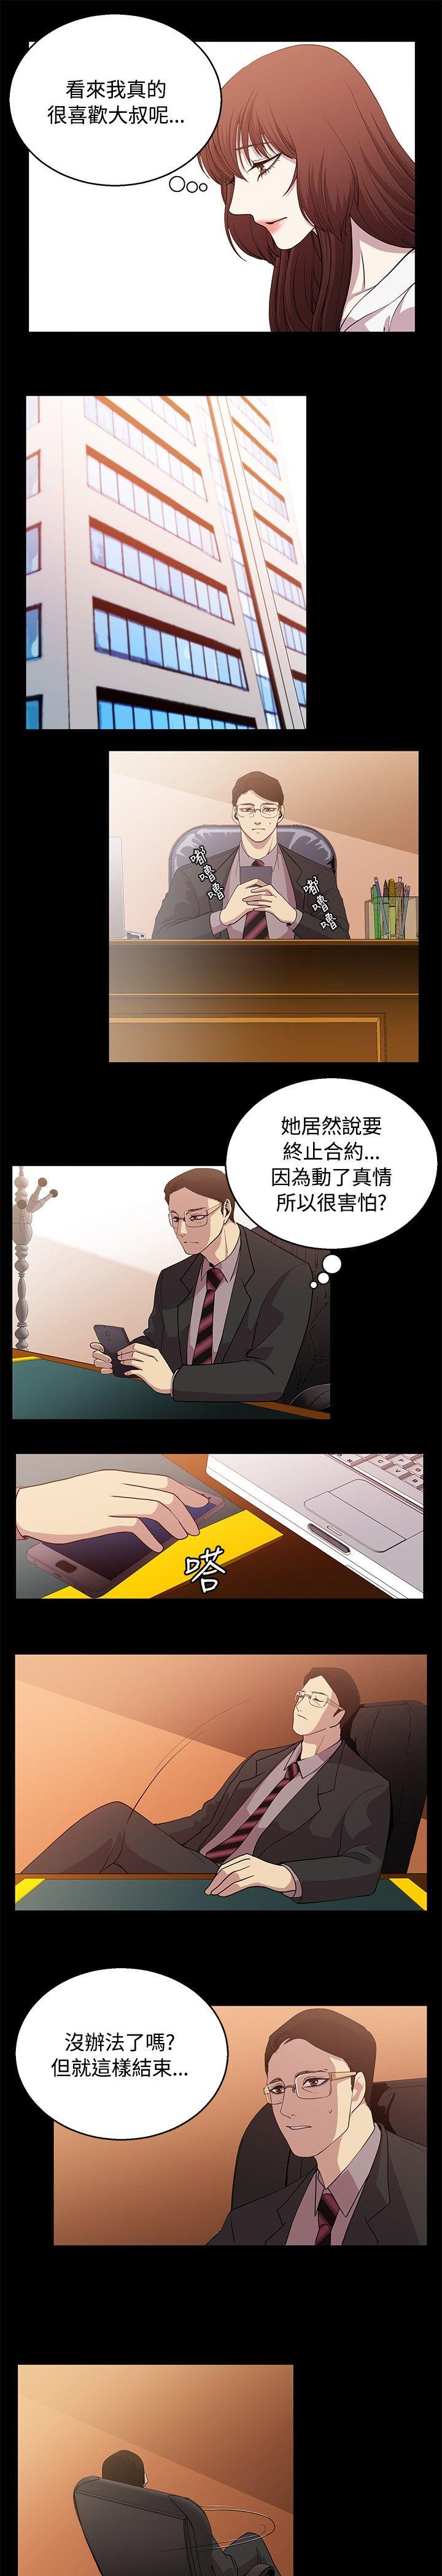 看來我真的
很喜歡大叔呢...
嘟嚕嚕
嘟嚕嚕
她居然說要
終止合約...
因為動了真情
所以很害怕?
嗒
沒辦法了嗎?
但就這樣結束...